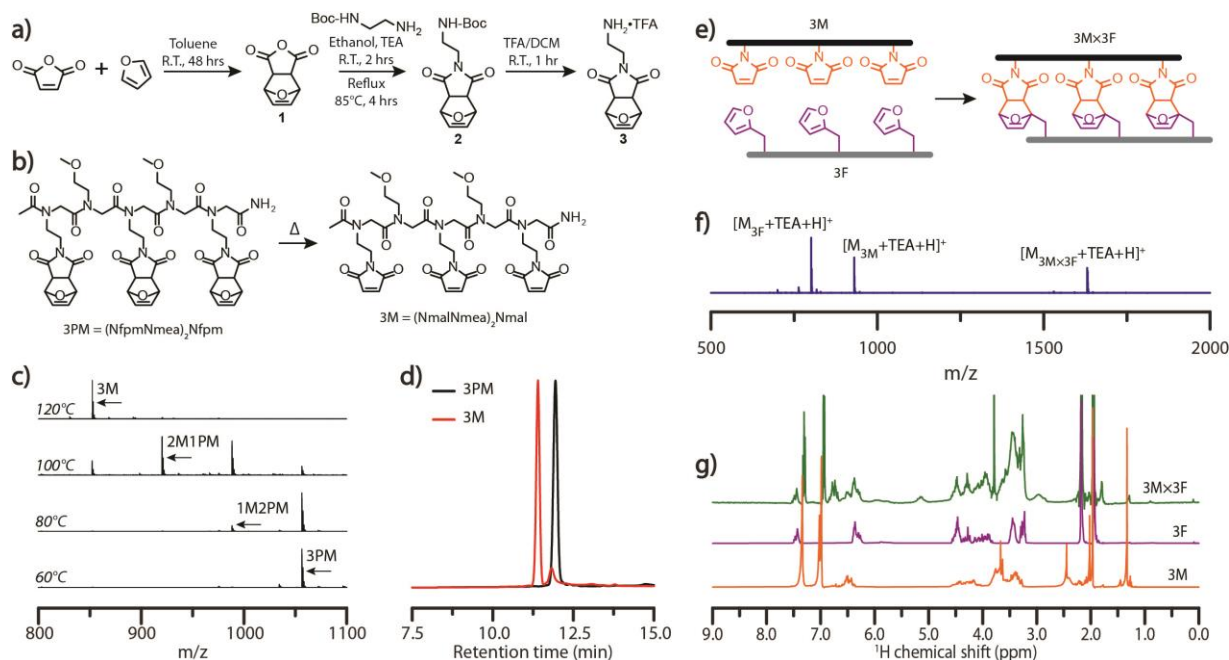 a)
Toluene
R.T., 48 hrs
1
Boc-HN
NH2
Ethanol, TEA
R.T., 2 hrs
Reflux
85°C, 4 hrs
NH-Boc
2
TFA/DCM
R.T., 1 hr
NH2•TFA
3
b)
3PM = (NfpmNmea)2Nfpm
Δ
3M = (NmalNmea)2Nmal
c)
3M
120°C
2M1PM
100°C
1M2PM
80°C
3PM
60°C
800 900 1000 1100
m/z
d)
3PM
3M
7.5 10.0 12.5 15.0
Retention time (min)
e)
3M
3F
3M×3F
f)
[M3F+TEA+H]+
[M3M+TEA+H]+
[M3M×3F+TEA+H]+
500 1000 1500 2000
m/z
g)
3M×3F
3F
3M
9.0 8.0 7.0 6.0 5.0 4.0 3.0 2.0 1.0 0.0
1H chemical shift (ppm)